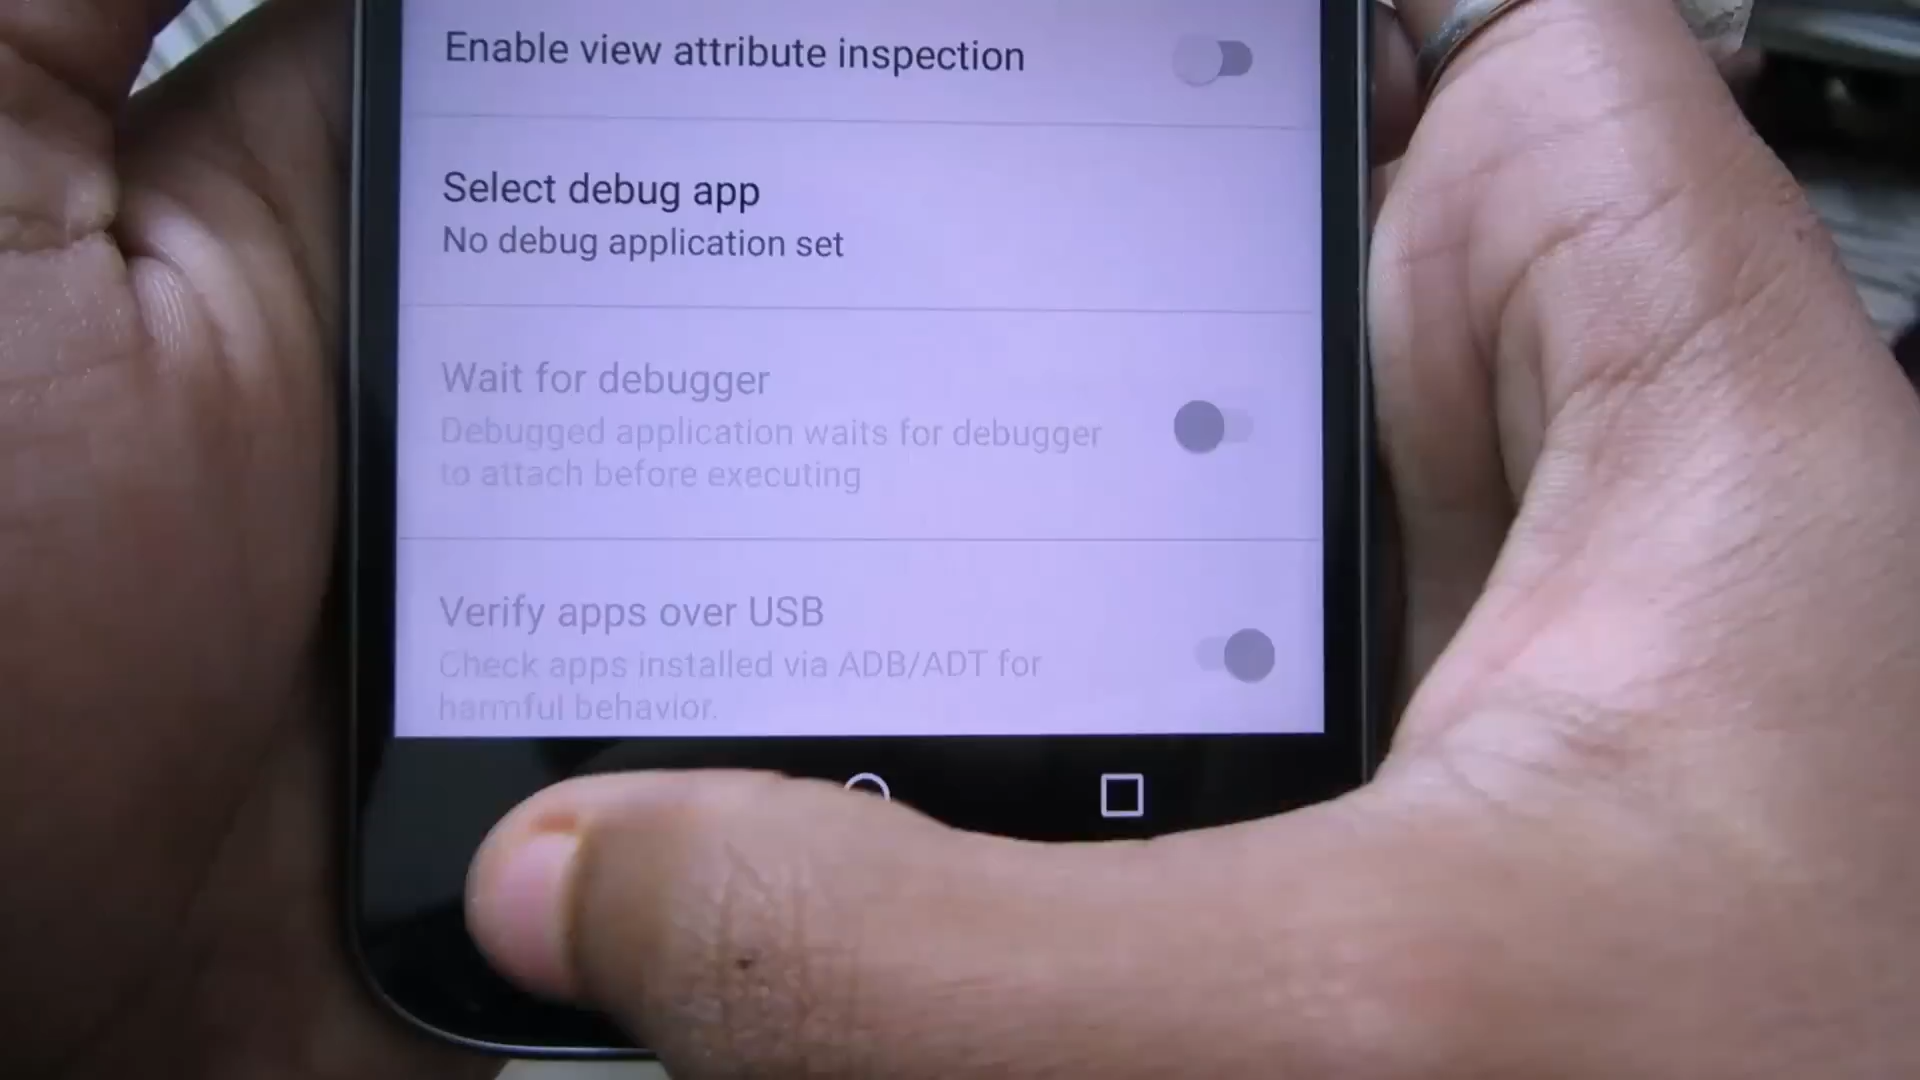 Enable view attribute inspection
Select debug app
No debug application set
Wait for debugger
Debugged application waits for debugger
to attach before executing
Verify apps over USB
Check apps installed via ADB/ADT for
harmful behavior.